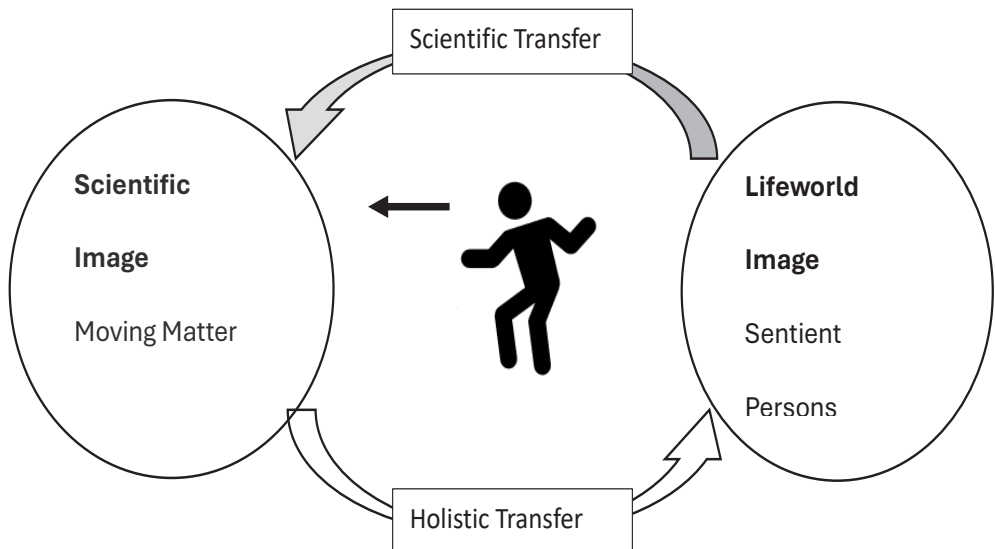 Scientific Transfer
Scientific
Image
Moving Matter
Lifeworld
Image
Sentient
Persons
Holistic Transfer